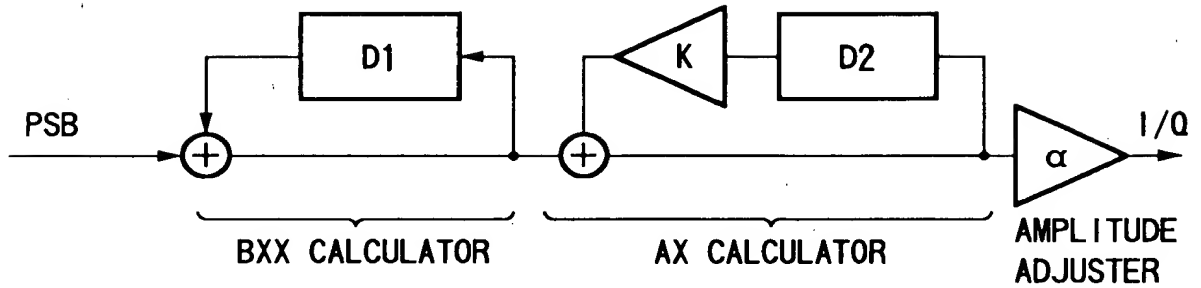 D1
K
D2
PSB
+
+
α
I/Q
BXX CALCULATOR
AX CALCULATOR
AMPLITUDE
ADJUSTER